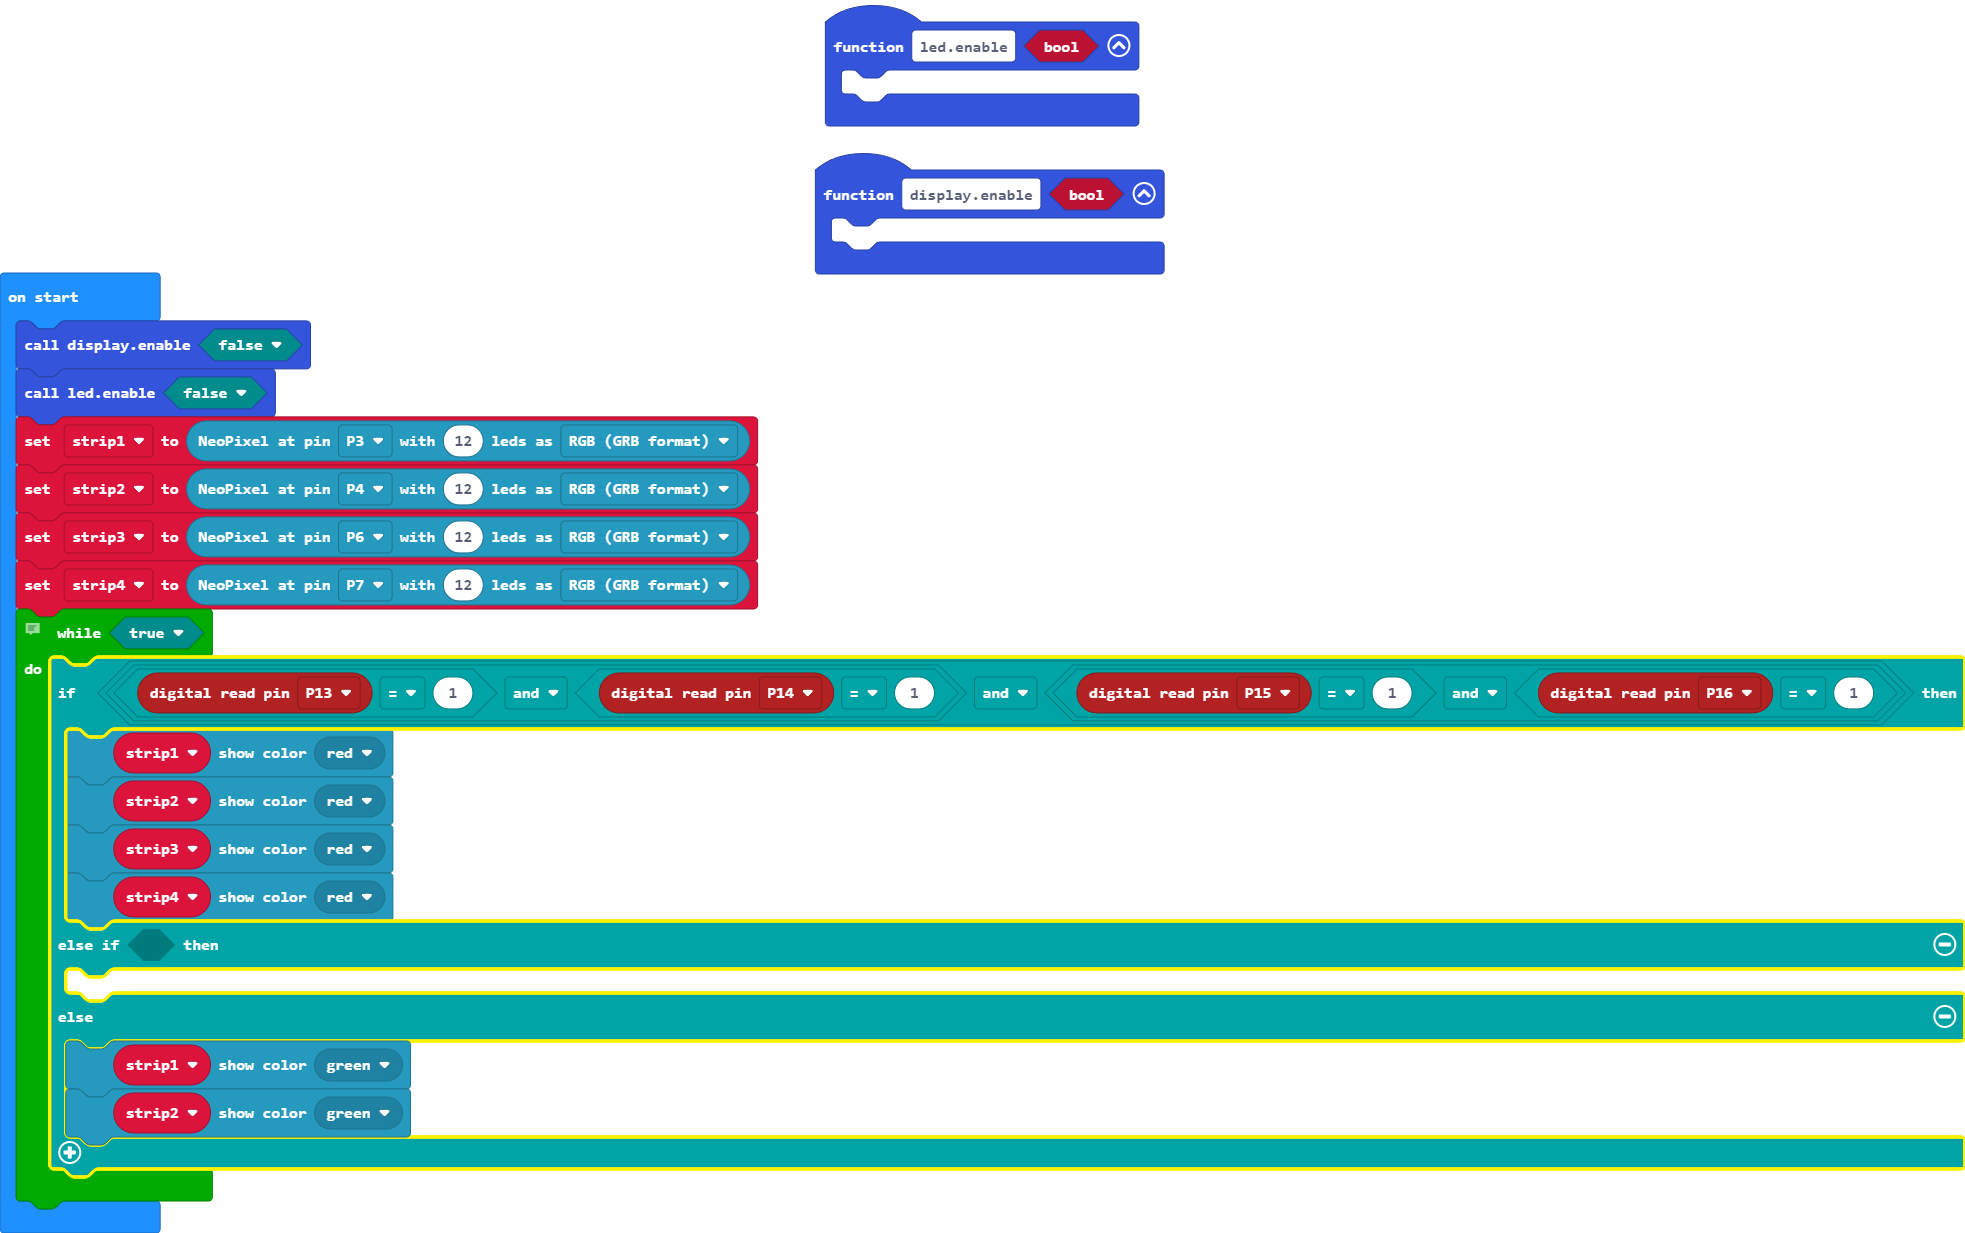 function led.enable bool
function display.enable bool
on start
call display.enable false
call led.enable false
set strip1 to NeoPixel at pin P3 with 12 leds as RGB (GRB format)
set strip2 to NeoPixel at pin P4 with 12 leds as RGB (GRB format)
set strip3 to NeoPixel at pin P6 with 12 leds as RGB (GRB format)
set strip4 to NeoPixel at pin P7 with 12 leds as RGB (GRB format)
while true
do
if digital read pin P13 = 1 and digital read pin P14 = 1 and digital read pin P15 = 1 and digital read pin P16 = 1 then
strip1 show color red
strip2 show color red
strip3 show color red
strip4 show color red
else if then
else
strip1 show color green
strip2 show color green